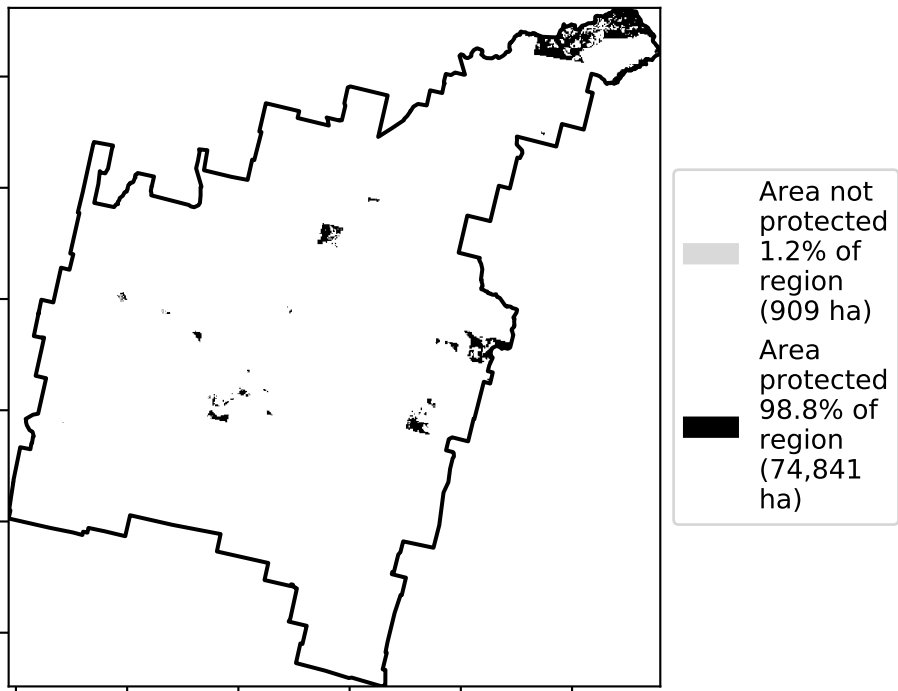 Area not
protected
1.2% of
region
(909 ha)
Area
protected
98.8% of
region
(74,841
ha)